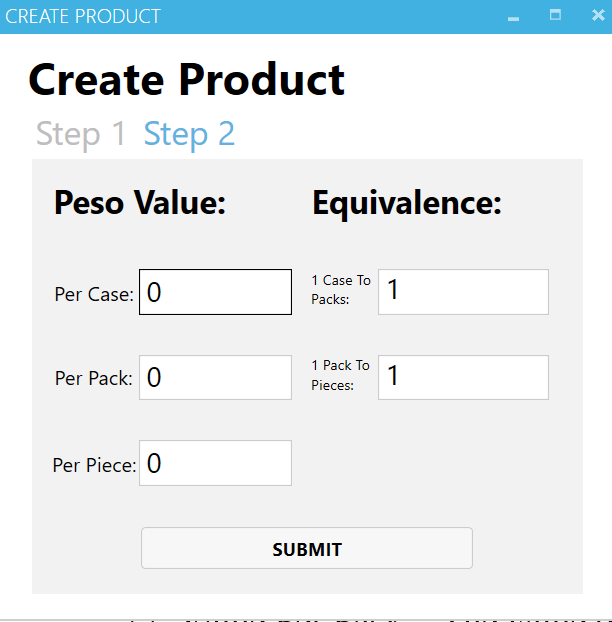 CREATE PRODUCT
Create Product
Step 1 Step 2
Peso Value:
Equivalence:
Per Case: 0
1 Case To
Packs:
1
Per Pack: 0
1 Pack To
Pieces:
1
Per Piece: 0
SUBMIT